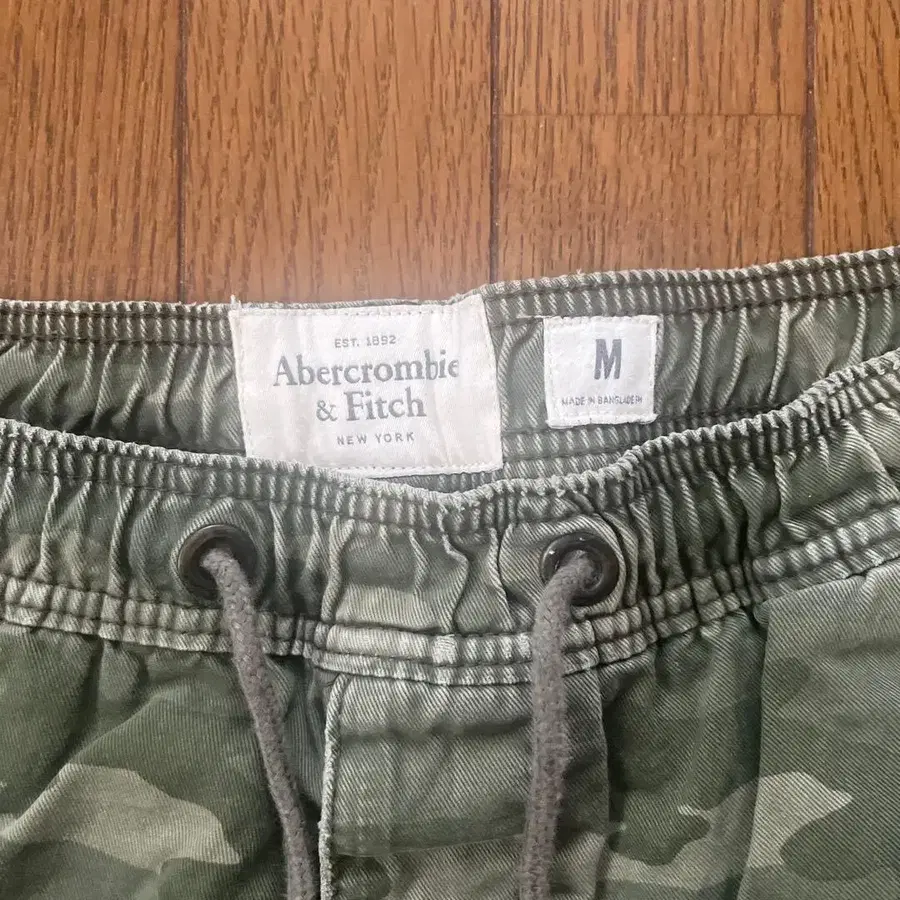 EST. 1892
Abercrombie
& Fitch
NEW YORK
M
MADE IN BANGLADESH